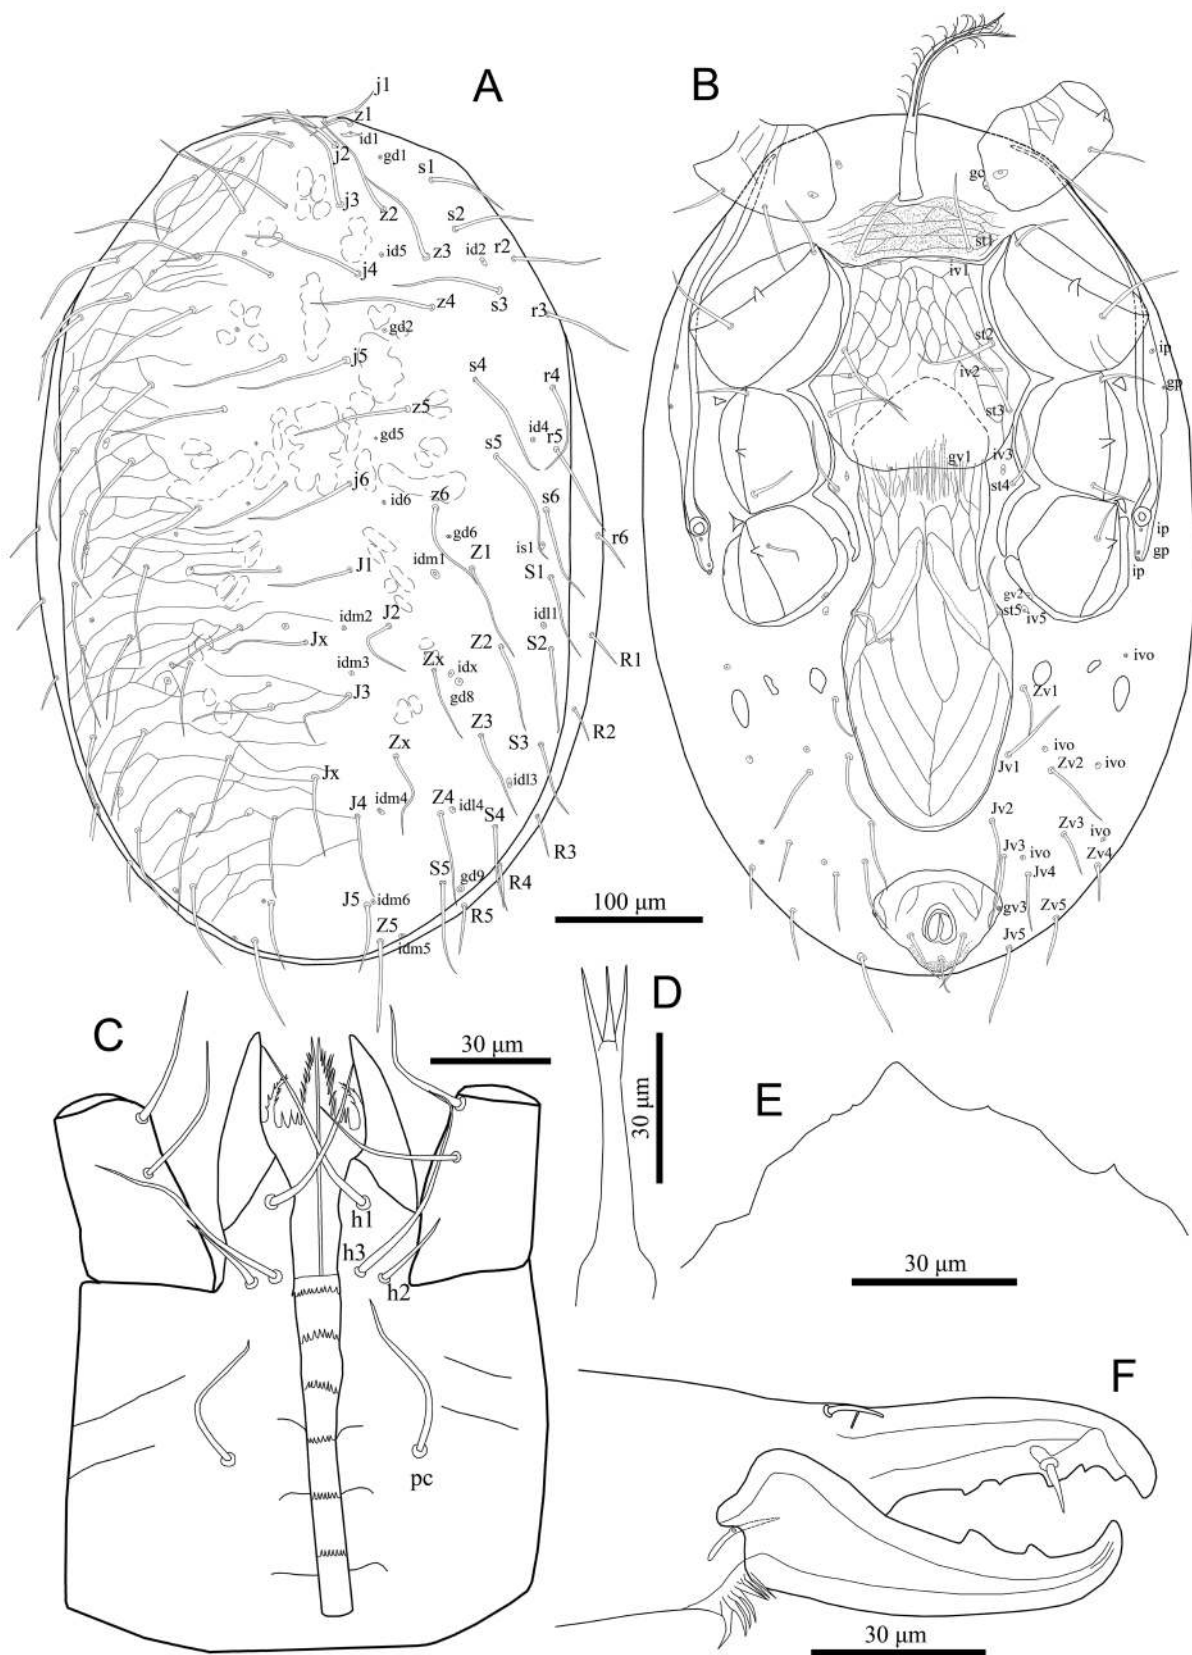 A
j1
z1
id1
j2
gd1
s1
j3
z2
s2
id5
z3
id2
r2
j4
s3
z4
r3
gd2
j5
s4
r4
z5
gd5
id4
s5
r5
j6
z6
id6
s6
gd6
is1
r6
idm1
Z1
J1
S1
J2
idm2
idl1
Jx
Z2
S2
R1
Zx
idx
idm3
J3
gd8
Z3
R2
Zx
S3
Jx
idl3
J4
idm4
Z4
idl4
S4
R3
S5
gd9
R4
J5
idm6
R5
Z5
idm5
100 μm
B
gc
st1
iv1
st2
iv2
st3
ip
gp
gv1
iv3
st4
ip
gp
ip
gv2
st5
iv5
ivo
Zv1
ivo
Jv1
Zv2
ivo
Jv2
Zv3
ivo
Jv3
ivo
Zv4
Jv4
gv3
Zv5
Jv5
C
30 μm
h1
h3
h2
pc
D
30 μm
E
30 μm
F
30 μm